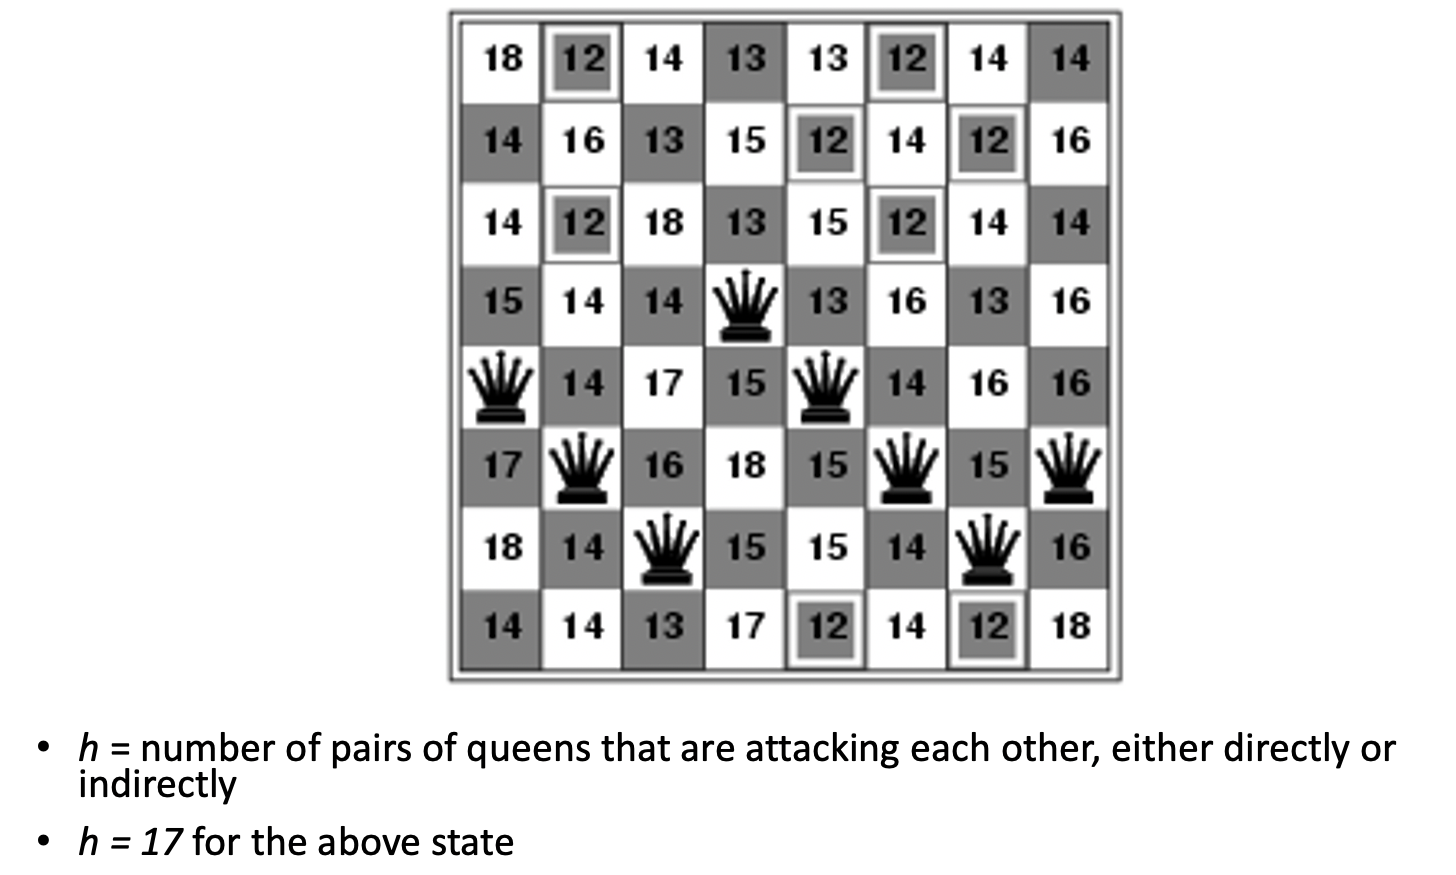 18 12 14 13 13 12 14 14
14 16 13 15 12 14 12 16
14 12 18 13 15 12 14 14
15 14 14 13 16 13 16
14 17 15 14 16 16
17 16 18 15 15
18 14 15 15 14 16
14 14 13 17 12 14 12 18
• h = number of pairs of queens that are attacking each other, either directly or
indirectly
• h = 17 for the above state